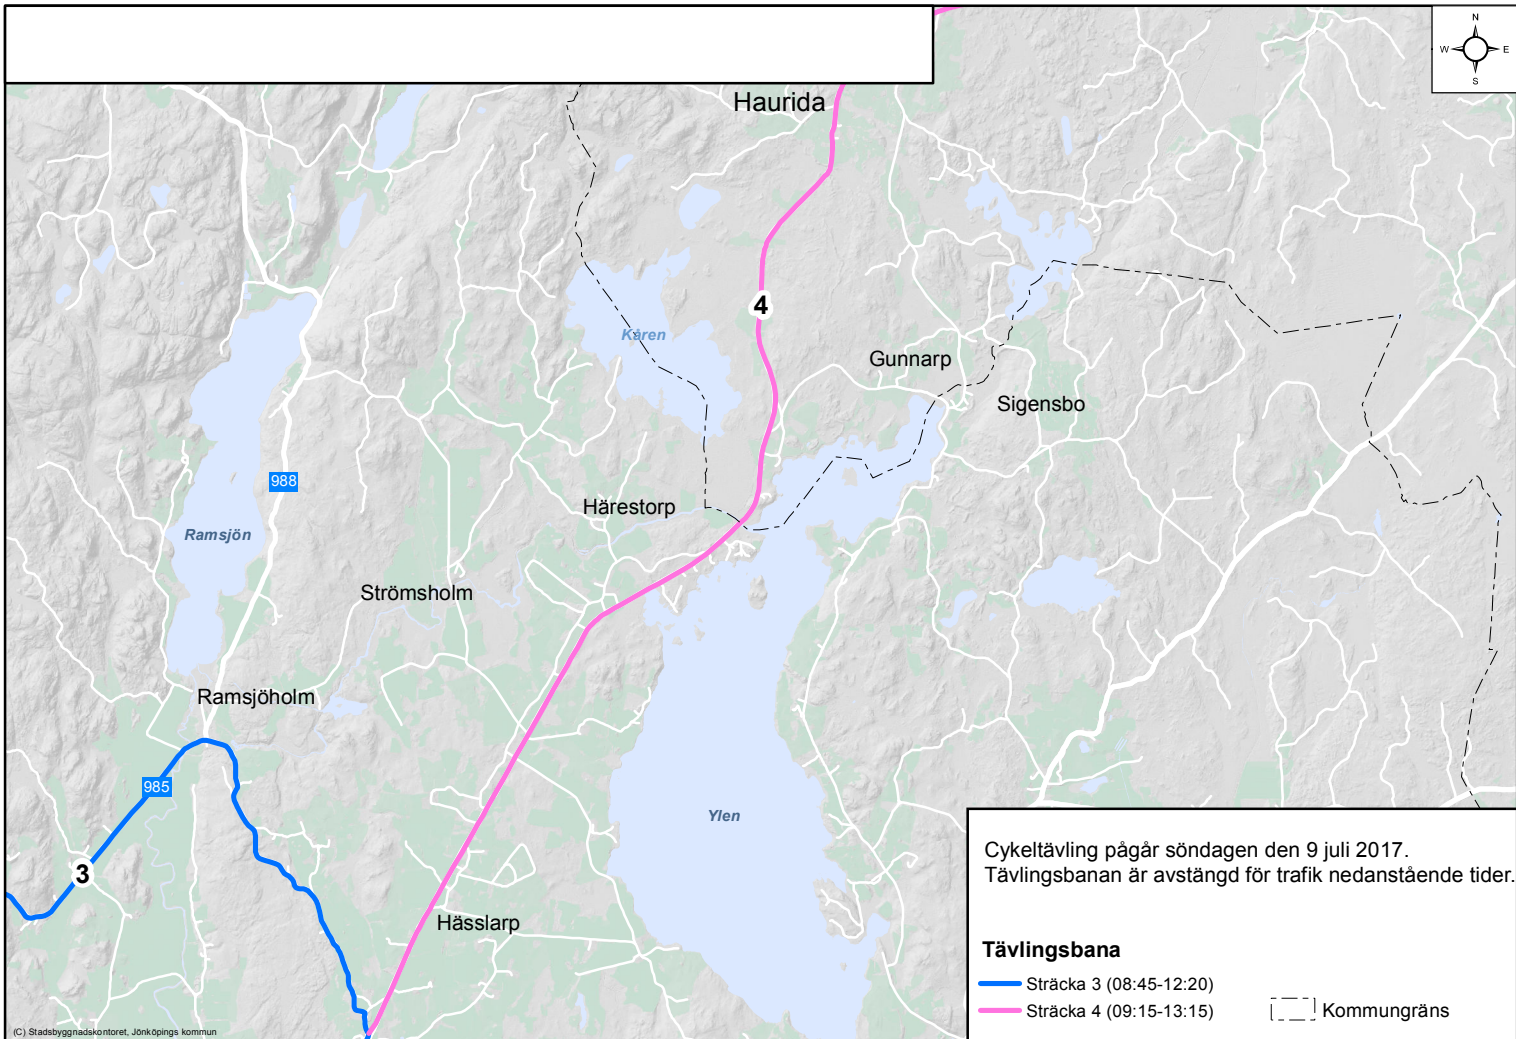 N
W E
S
Haurida
4
Kåren
Gunnarp
Sigensbo
988
Härestorp
Ramsjön
Strömsholm
Ramsjöholm
985
Ylen
3
Hässlarp
Cykeltävling pågår söndagen den 9 juli 2017.
Tävlingsbanan är avstängd för trafik nedanstående tider.
Tävlingsbana
Sträcka 3 (08:45-12:20)
Sträcka 4 (09:15-13:15)
Kommungräns
(C) Stadsbyggnadskontoret, Jönköpings kommun